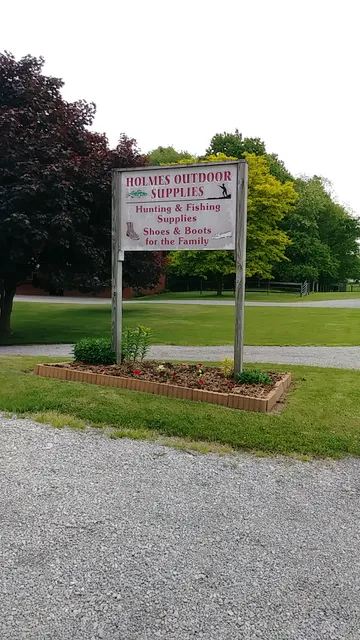 HOLMES OUTDOOR
SUPPLIES
Hunting & Fishing
Supplies
Shoes & Boots
for the Family